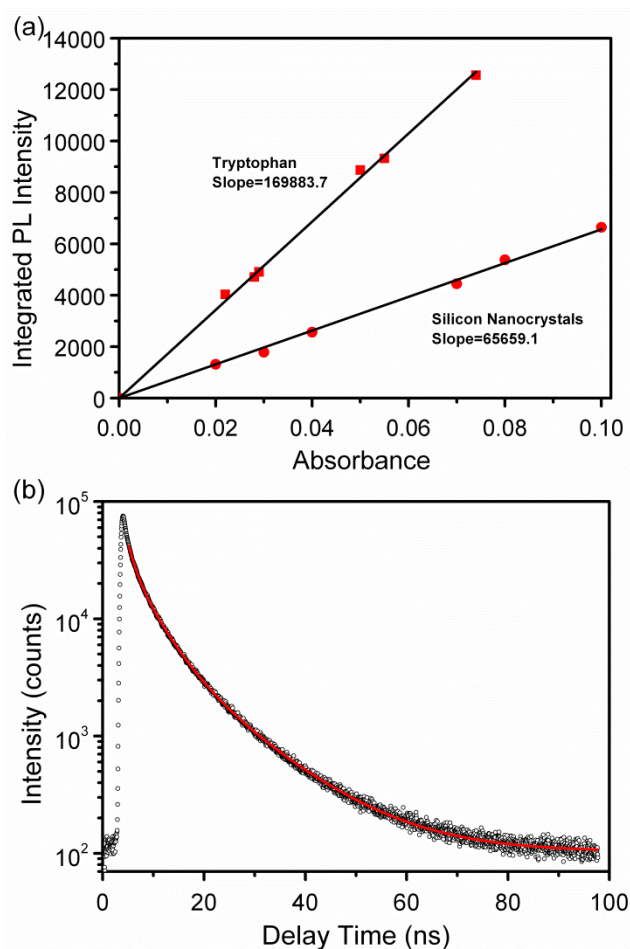 (a)
14000
12000
10000
8000
6000
4000
2000
0
Integrated PL Intensity
Tryptophan
Slope=169883.7
Silicon Nanocrystals
Slope=65659.1
0.00 0.02 0.04 0.06 0.08 0.10
Absorbance
(b)
10^5
10^4
10^3
10^2
Intensity (counts)
0 20 40 60 80 100
Delay Time (ns)